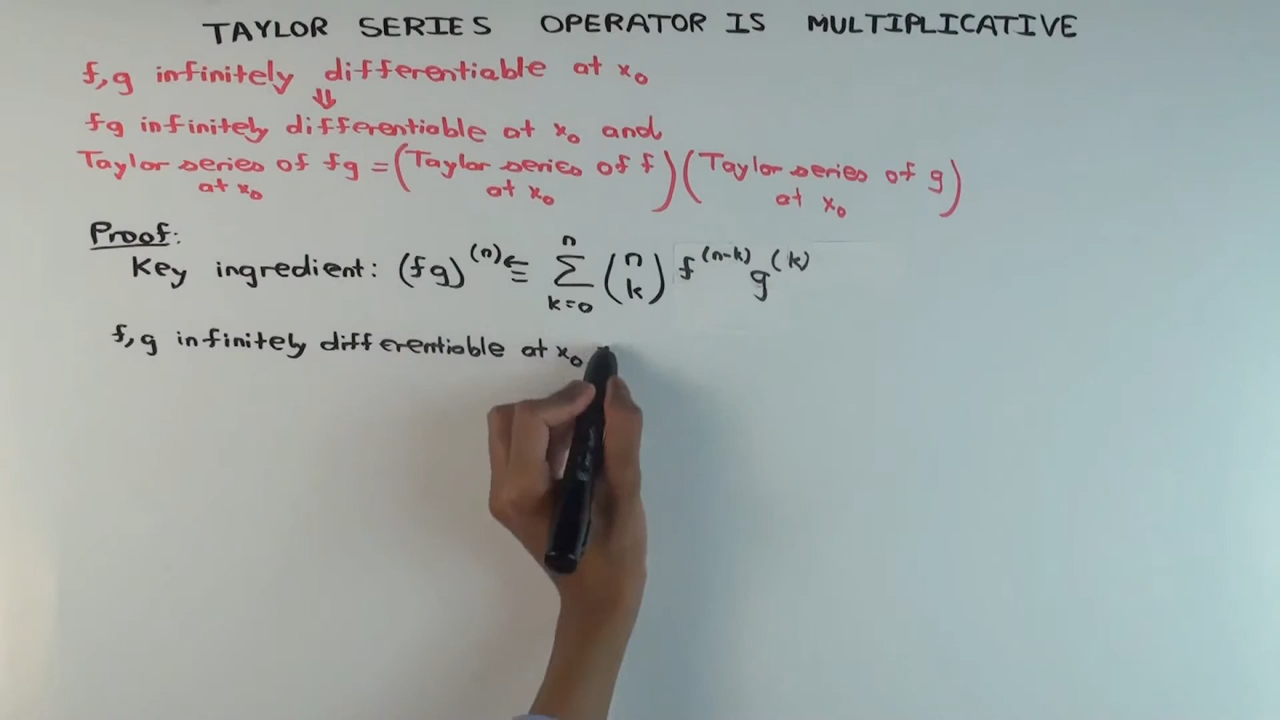 TAYLOR SERIES OPERATOR IS MULTIPLICATIVE
f,g infinitely differentiable at x₀
⇓
fg infinitely differentiable at x₀ and
Taylor series of fg at x₀ = (Taylor series of f at x₀)(Taylor series of g at x₀)
Proof:
Key ingredient: (fg)⁽ⁿ⁾ ≡ Σ_{k=0}^{n} (n k) f^{(n-k)} g^{(k)}
f,g infinitely differentiable at x₀